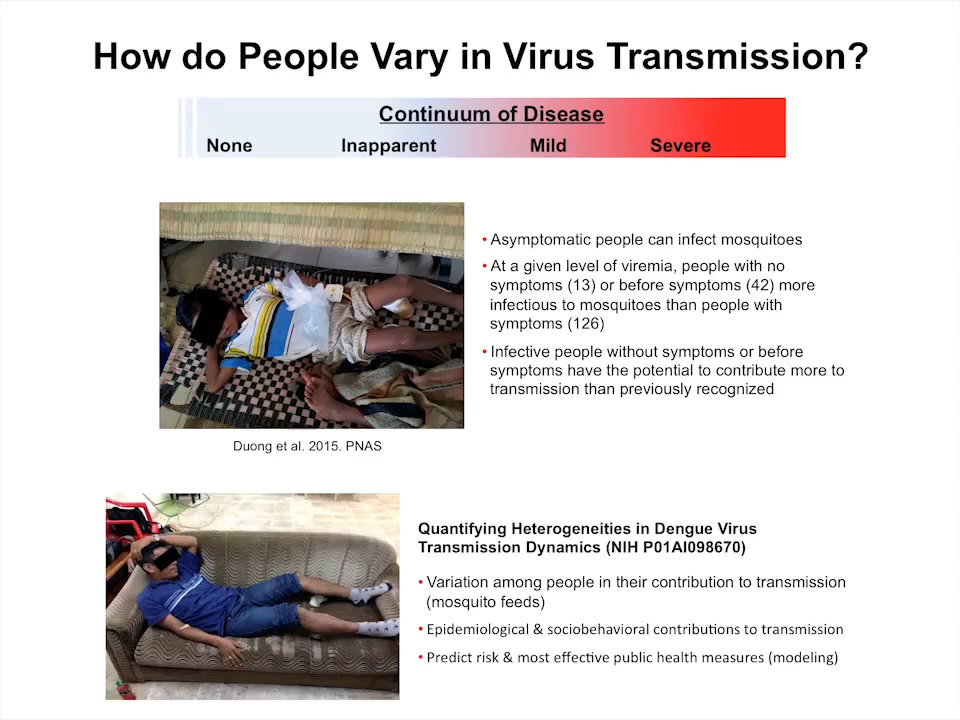 How do People Vary in Virus Transmission?
Continuum of Disease
None Inapparent Mild Severe
• Asymptomatic people can infect mosquitoes
• At a given level of viremia, people with no
symptoms (13) or before symptoms (42) more
infectious to mosquitoes than people with
symptoms (126)
• Infective people without symptoms or before
symptoms have the potential to contribute more to
transmission than previously recognized
Duong et al. 2015. PNAS
Quantifying Heterogeneities in Dengue Virus
Transmission Dynamics (NIH P01AI098670)
• Variation among people in their contribution to transmission
(mosquito feeds)
• Epidemiological & sociobehavioral contributions to transmission
• Predict risk & most effective public health measures (modeling)